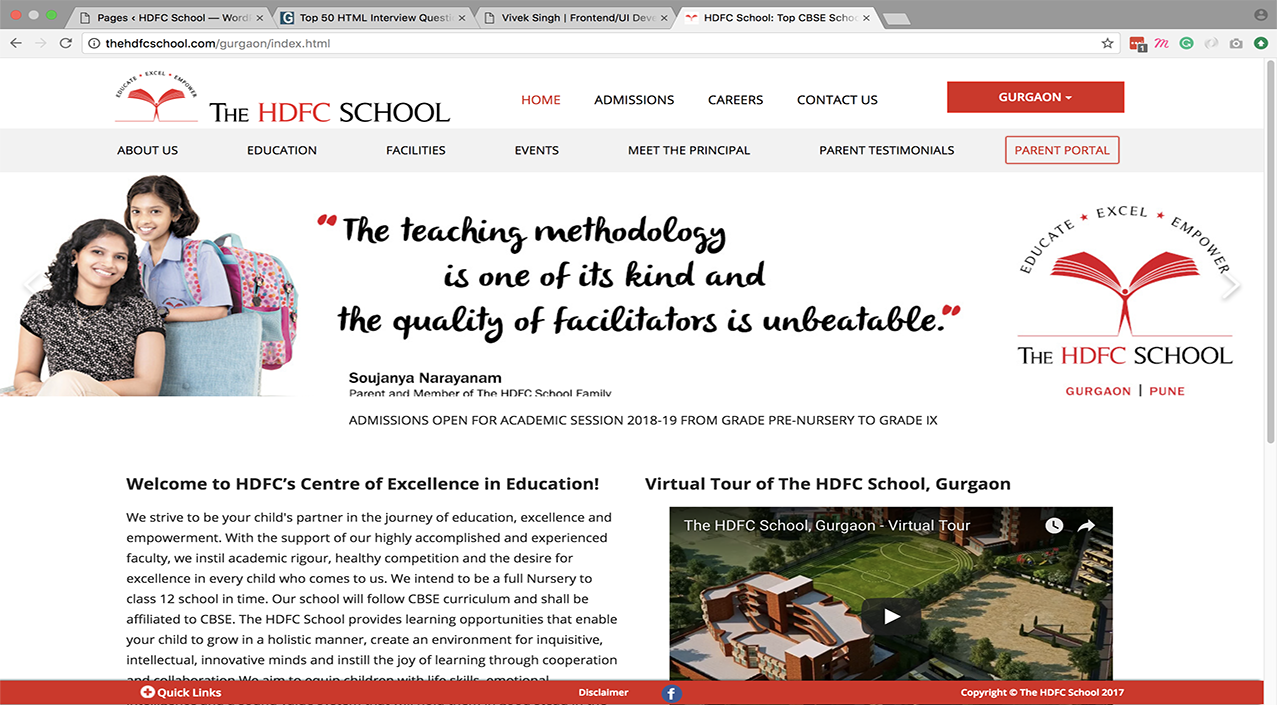 Pages ‹ HDFC School — Word
Top 50 HTML Interview Questi
Vivek Singh | Frontend/UI Deve
HDFC School: Top CBSE Schoo
thehdfcschool.com/gurgaon/index.html
1
EDUCATE ★ EXCEL ★ EMPOWER
THE HDFC SCHOOL
HOME
ADMISSIONS
CAREERS
CONTACT US
GURGAON
ABOUT US
EDUCATION
FACILITIES
EVENTS
MEET THE PRINCIPAL
PARENT TESTIMONIALS
PARENT PORTAL
“The teaching methodology
is one of its kind and
the quality of facilitators is unbeatable.”
Soujanya Narayanam
Parent and Member of The HDFC School Family
EDUCATE ★ EXCEL ★ EMPOWER
THE HDFC SCHOOL
GURGAON | PUNE
ADMISSIONS OPEN FOR ACADEMIC SESSION 2018-19 FROM GRADE PRE-NURSERY TO GRADE IX
Welcome to HDFC’s Centre of Excellence in Education!
We strive to be your child's partner in the journey of education, excellence and
empowerment. With the support of our highly accomplished and experienced
faculty, we instil academic rigour, healthy competition and the desire for
excellence in every child who comes to us. We intend to be a full Nursery to
class 12 school in time. Our school will follow CBSE curriculum and shall be
affiliated to CBSE. The HDFC School provides learning opportunities that enable
your child to grow in a holistic manner, create an environment for inquisitive,
intellectual, innovative minds and instill the joy of learning through cooperation
and collaboration.We aim to equip children with life skills, emotional
Virtual Tour of The HDFC School, Gurgaon
The HDFC School, Gurgaon - Virtual Tour
Quick Links
Disclaimer
f
Copyright © The HDFC School 2017